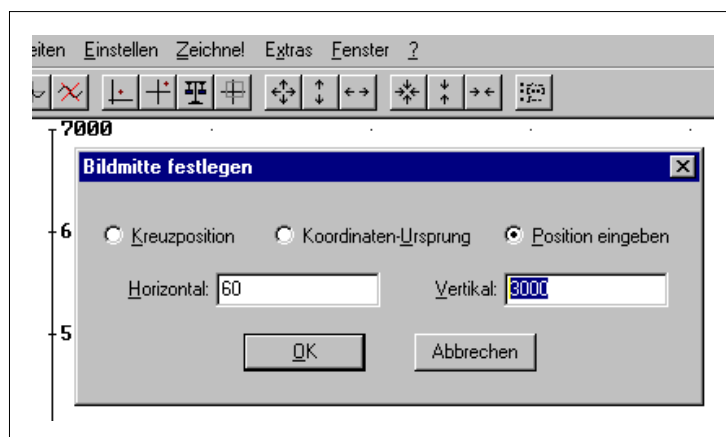 eiten Einstellen Zeichne! Extras Fenster ?
7000
Bildmitte festlegen
6
Kreuzposition Koordinaten-Ursprung Position eingeben
Horizontal: 60 Vertikal: 3000
5
OK Abbrechen